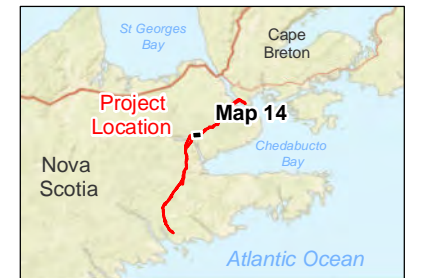 St Georges
Bay
Cape
Breton
Project
Location
Map 14
Chedabucto
Bay
Nova
Scotia
Atlantic Ocean